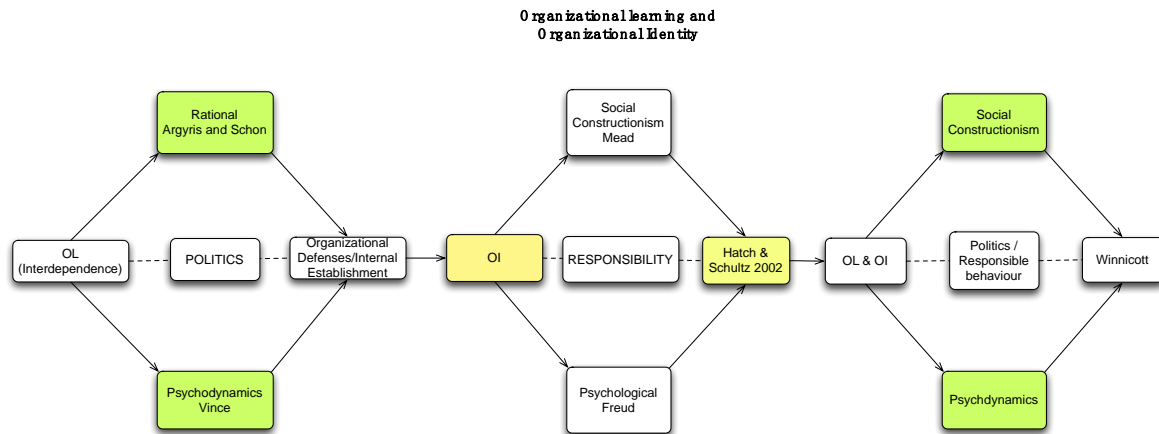 Organizational learning and
Organizational Identity
Rational
Argyris and Schon
Social
Constructionism
Mead
Social
Constructionism
OL
(Interdependence)
POLITICS
Organizational
Defenses/Internal
Establishment
OI
RESPONSIBILITY
Hatch &
Schultz 2002
OL & OI
Politics /
Responsible
behaviour
Winnicott
Psychodynamics
Vince
Psychological
Freud
Psychdynamics